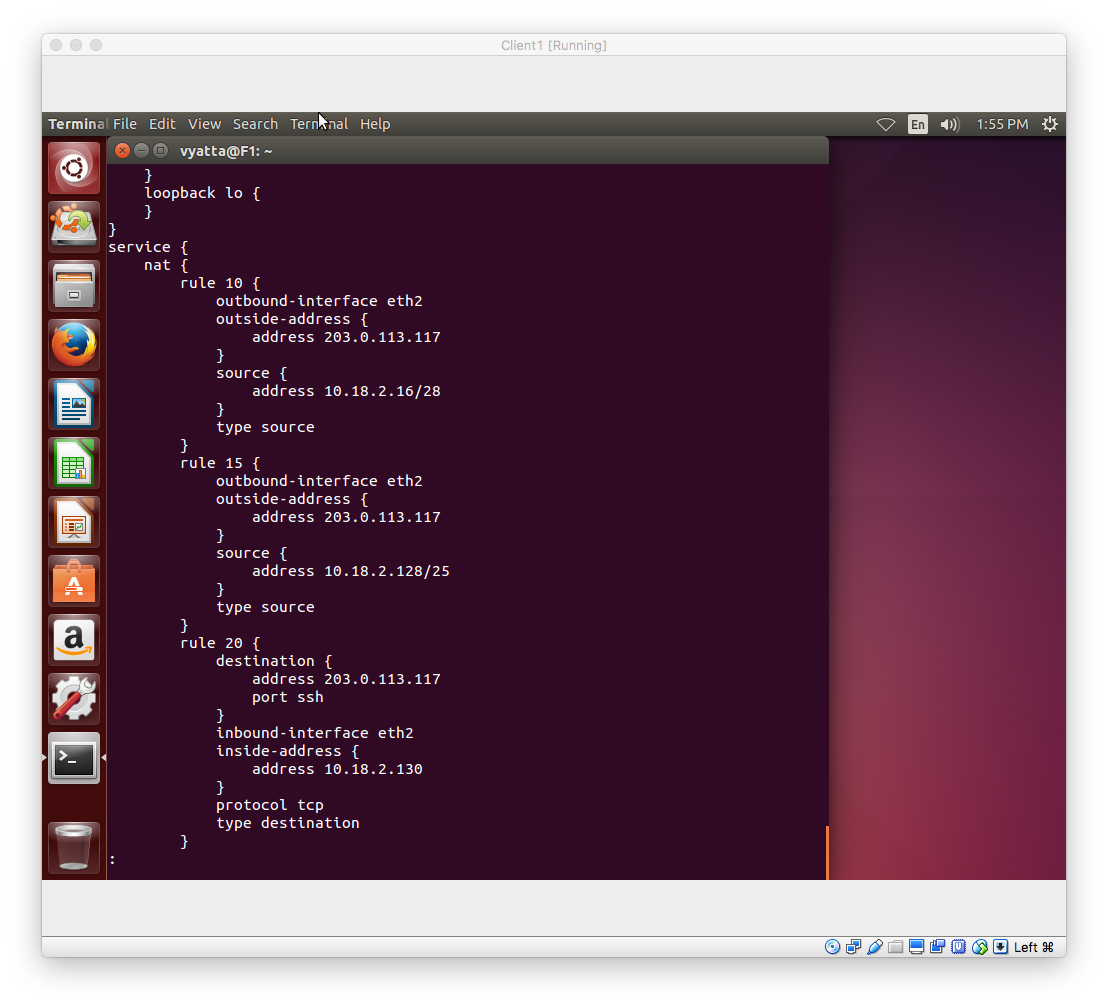 Client1 [Running]
Terminal File Edit View Search Terminal Help En 1:55 PM
vyatta@F1: ~
    }
    loopback lo {
    }
}
service {
    nat {
        rule 10 {
            outbound-interface eth2
            outside-address {
                address 203.0.113.117
            }
            source {
                address 10.18.2.16/28
            }
            type source
        }
        rule 15 {
            outbound-interface eth2
            outside-address {
                address 203.0.113.117
            }
            source {
                address 10.18.2.128/25
            }
            type source
        }
        rule 20 {
            destination {
                address 203.0.113.117
                port ssh
            }
            inbound-interface eth2
            inside-address {
                address 10.18.2.130
            }
            protocol tcp
            type destination
        }
:
Left ⌘